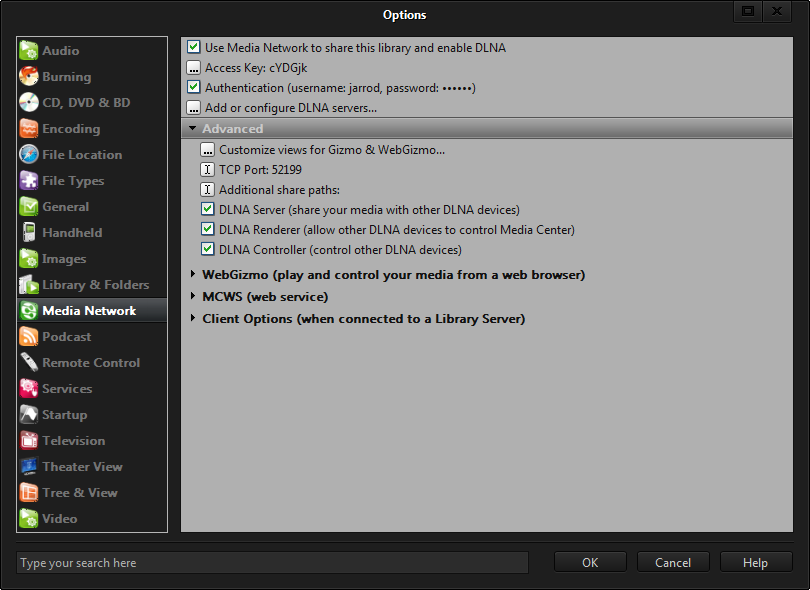 Options
Audio
Burning
CD, DVD & BD
Encoding
File Location
File Types
General
Handheld
Images
Library & Folders
Media Network
Podcast
Remote Control
Services
Startup
Television
Theater View
Tree & View
Video
Use Media Network to share this library and enable DLNA
Access Key: cYDGjk
Authentication (username: jarrod, password: ••••••)
Add or configure DLNA servers...
Advanced
Customize views for Gizmo & WebGizmo...
TCP Port: 52199
Additional share paths:
DLNA Server (share your media with other DLNA devices)
DLNA Renderer (allow other DLNA devices to control Media Center)
DLNA Controller (control other DLNA devices)
WebGizmo (play and control your media from a web browser)
MCWS (web service)
Client Options (when connected to a Library Server)
Type your search here
OK
Cancel
Help